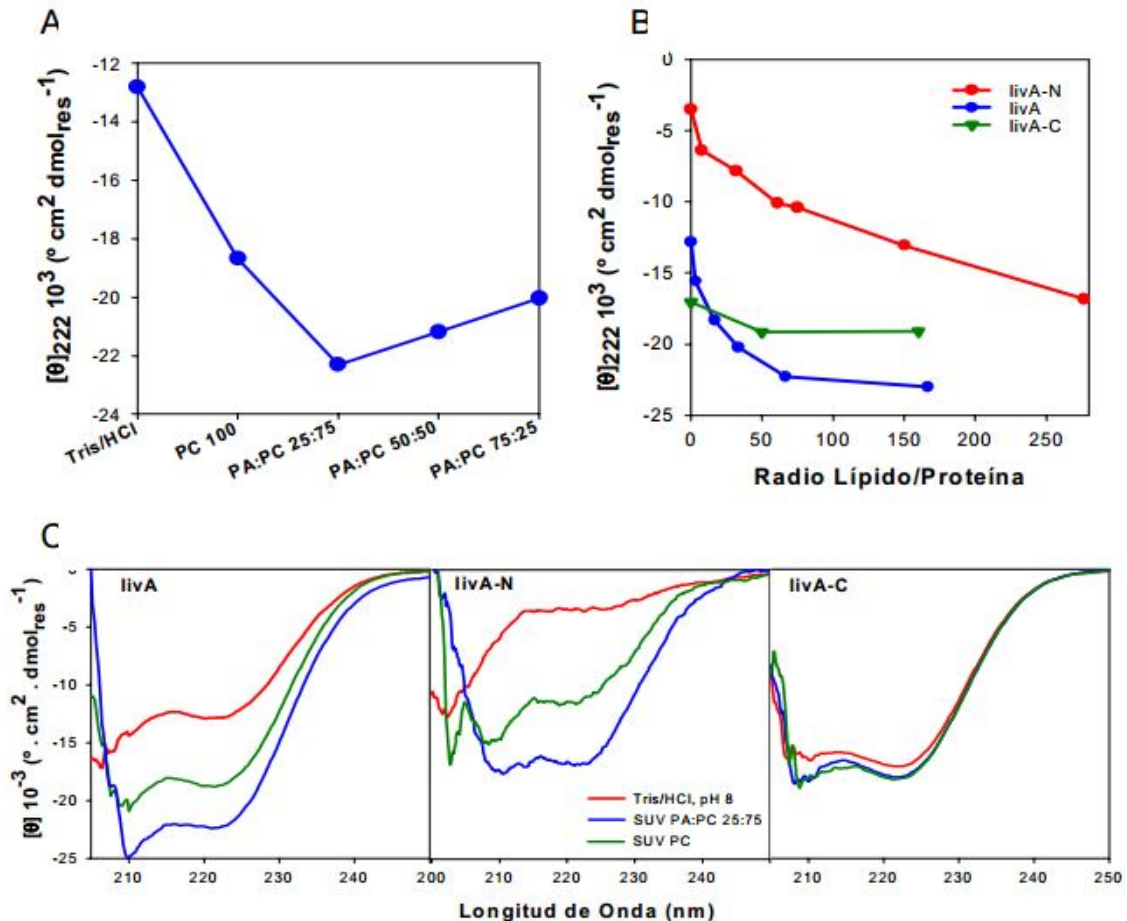 A
[θ]222 10^3 (º cm2 dmolres-1)
-12
-14
-16
-18
-20
-22
-24
Tris/HCl
PC 100
PA:PC 25:75
PA:PC 50:50
PA:PC 75:25
B
[θ]222 10^3 (º cm2 dmolres-1)
0
-5
-10
-15
-20
-25
livA-N
livA
livA-C
0 50 100 150 200 250
Radio Lípido/Proteína
C
[θ] 10-3 (º . cm2 . dmolres-1)
-5
-10
-15
-20
-25
livA
livA-N
livA-C
Tris/HCl, pH 8
SUV PA:PC 25:75
SUV PC
210 220 230 240 200 210 220 230 240 210 220 230 240 250
Longitud de Onda (nm)